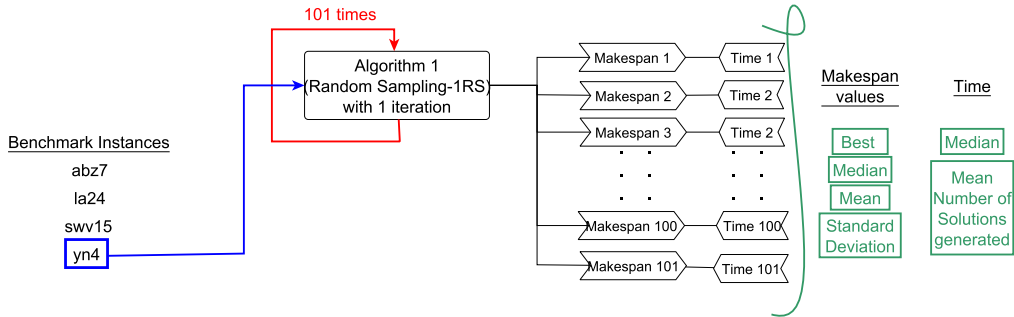 101 times
Algorithm 1
(Random Sampling-1RS)
with 1 iteration
Benchmark Instances
abz7
la24
swv15
yn4
Makespan 1
Time 1
Makespan 2
Time 2
Makespan 3
Time 2
Makespan 100
Time 100
Makespan 101
Time 101
Makespan
values
Best
Median
Mean
Standard
Deviation
Time
Median
Mean
Number of
Solutions
generated